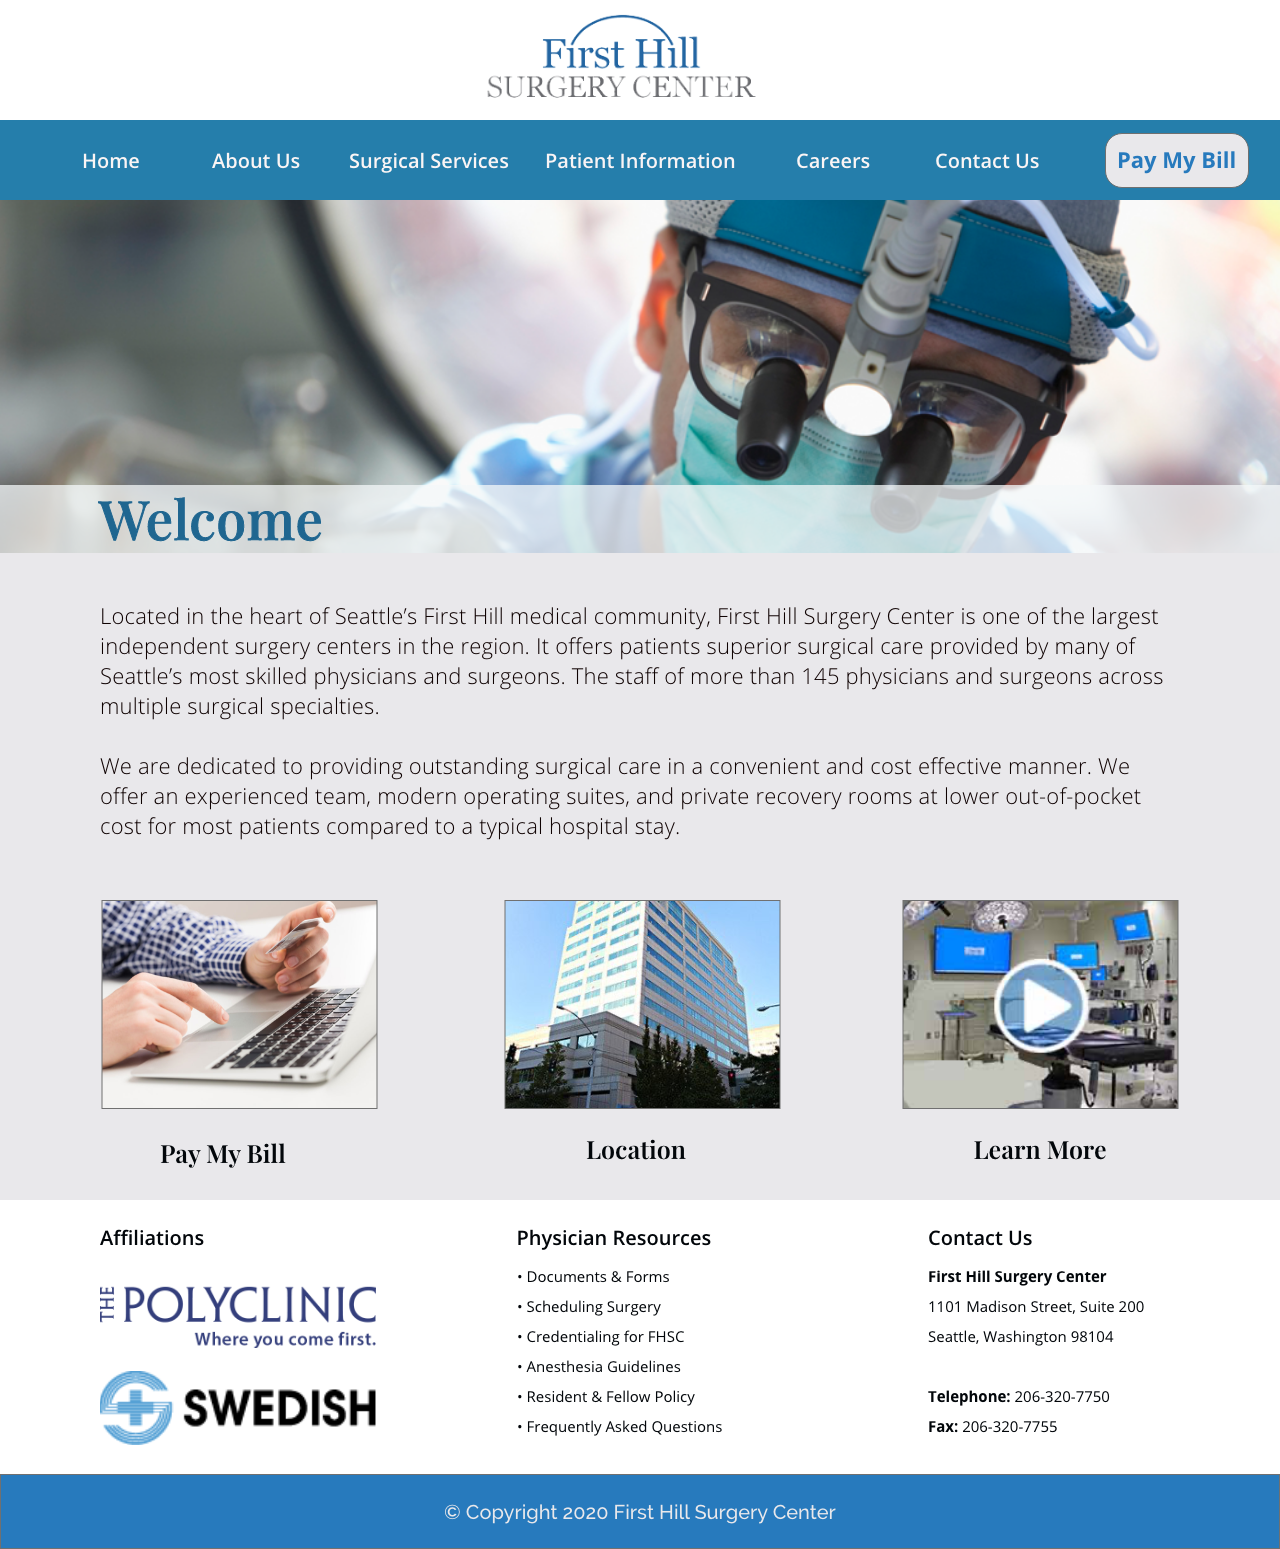 First Hill
SURGERY CENTER
Home About Us Surgical Services Patient Information Careers Contact Us Pay My Bill
Welcome
Located in the heart of Seattle’s First Hill medical community, First Hill Surgery Center is one of the largest
independent surgery centers in the region. It offers patients superior surgical care provided by many of
Seattle’s most skilled physicians and surgeons. The staff of more than 145 physicians and surgeons across
multiple surgical specialties.
We are dedicated to providing outstanding surgical care in a convenient and cost effective manner. We
offer an experienced team, modern operating suites, and private recovery rooms at lower out-of-pocket
cost for most patients compared to a typical hospital stay.
Pay My Bill
Location
Learn More
Affiliations
THE POLYCLINIC
Where you come first.
SWEDISH
Physician Resources
• Documents & Forms
• Scheduling Surgery
• Credentialing for FHSC
• Anesthesia Guidelines
• Resident & Fellow Policy
• Frequently Asked Questions
Contact Us
First Hill Surgery Center
1101 Madison Street, Suite 200
Seattle, Washington 98104
Telephone: 206-320-7750
Fax: 206-320-7755
© Copyright 2020 First Hill Surgery Center